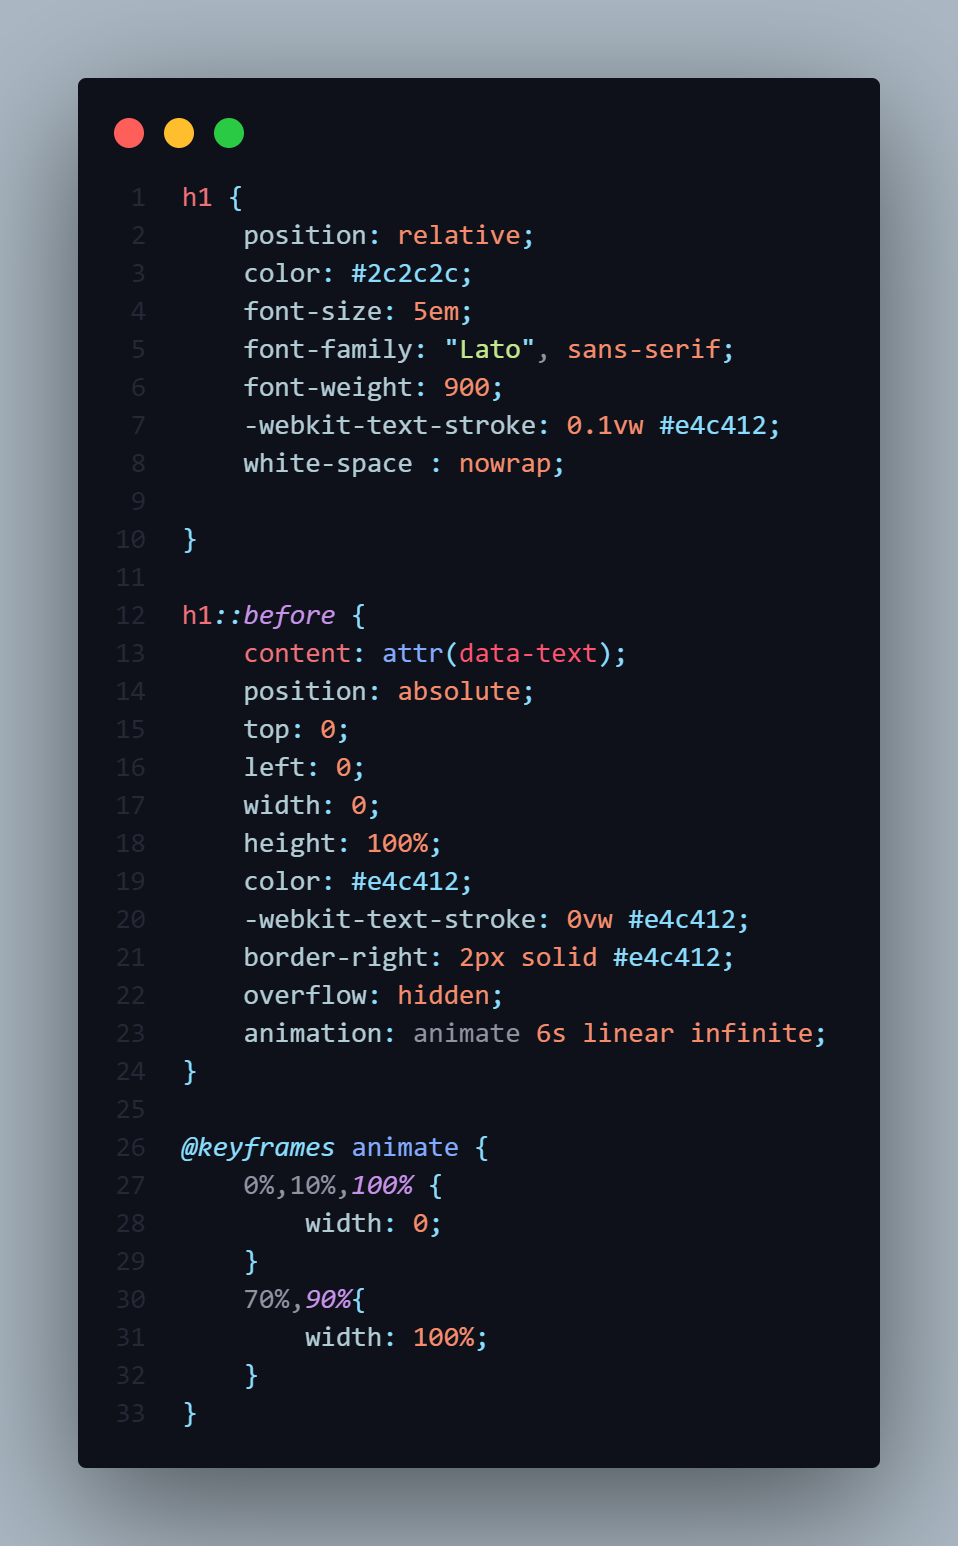 1 h1 {
2     position: relative;
3     color: #2c2c2c;
4     font-size: 5em;
5     font-family: "Lato", sans-serif;
6     font-weight: 900;
7     -webkit-text-stroke: 0.1vw #e4c412;
8     white-space : nowrap;
9
10 }
11
12 h1::before {
13     content: attr(data-text);
14     position: absolute;
15     top: 0;
16     left: 0;
17     width: 0;
18     height: 100%;
19     color: #e4c412;
20     -webkit-text-stroke: 0vw #e4c412;
21     border-right: 2px solid #e4c412;
22     overflow: hidden;
23     animation: animate 6s linear infinite;
24 }
25
26 @keyframes animate {
27     0%,10%,100% {
28         width: 0;
29     }
30     70%,90%{
31         width: 100%;
32     }
33 }